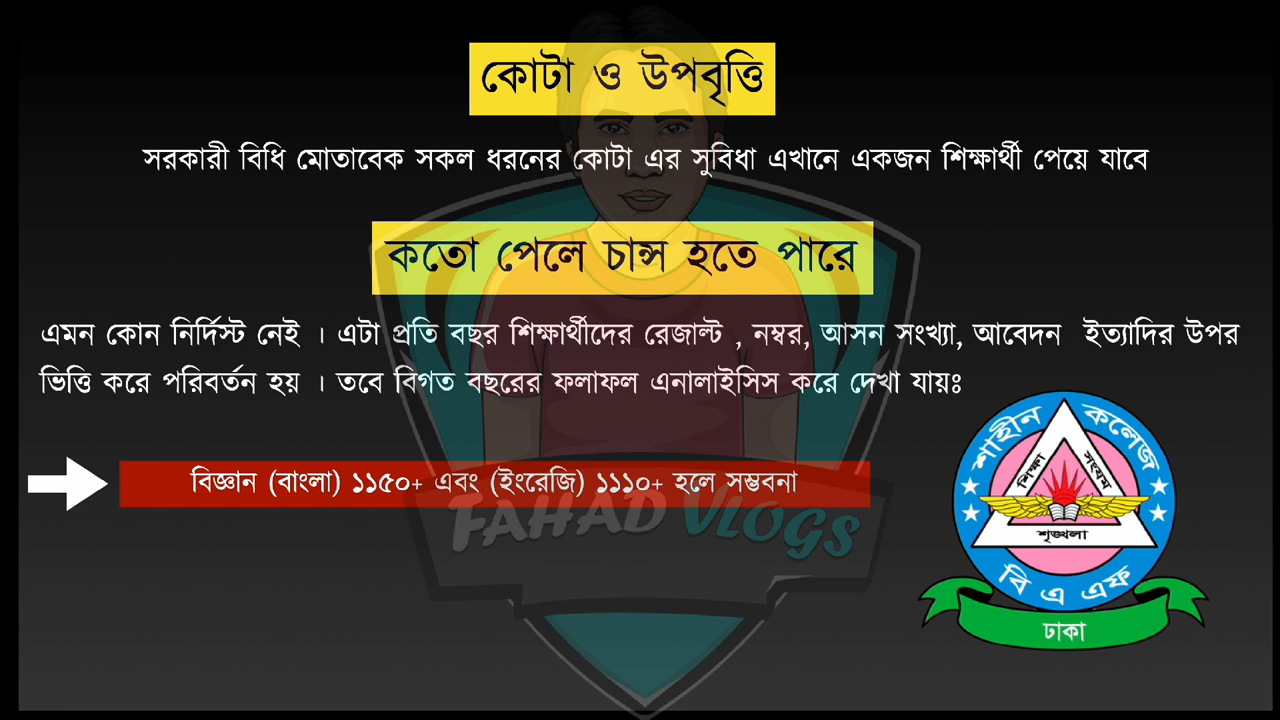 কোটা ও উপবৃত্তি
সরকারী বিধি মোতাবেক সকল ধরনের কোটা এর সুবিধা এখানে একজন শিক্ষার্থী পেয়ে যাবে
কতো পেলে চান্স হতে পারে
এমন কোন নির্দিস্ট নেই । এটা প্রতি বছর শিক্ষার্থীদের রেজাল্ট , নম্বর, আসন সংখ্যা, আবেদন ইত্যাদির উপর
ভিত্তি করে পরিবর্তন হয় । তবে বিগত বছরের ফলাফল এনালাইসিস করে দেখা যায়ঃ
বিজ্ঞান (বাংলা) ১১৫০+ এবং (ইংরেজি) ১১১০+ হলে সম্ভবনা
FAHAD VLOGS
শাহীন কলেজ
শিক্ষা
সংযম
শৃঙ্খলা
বি এ এফ
ঢাকা